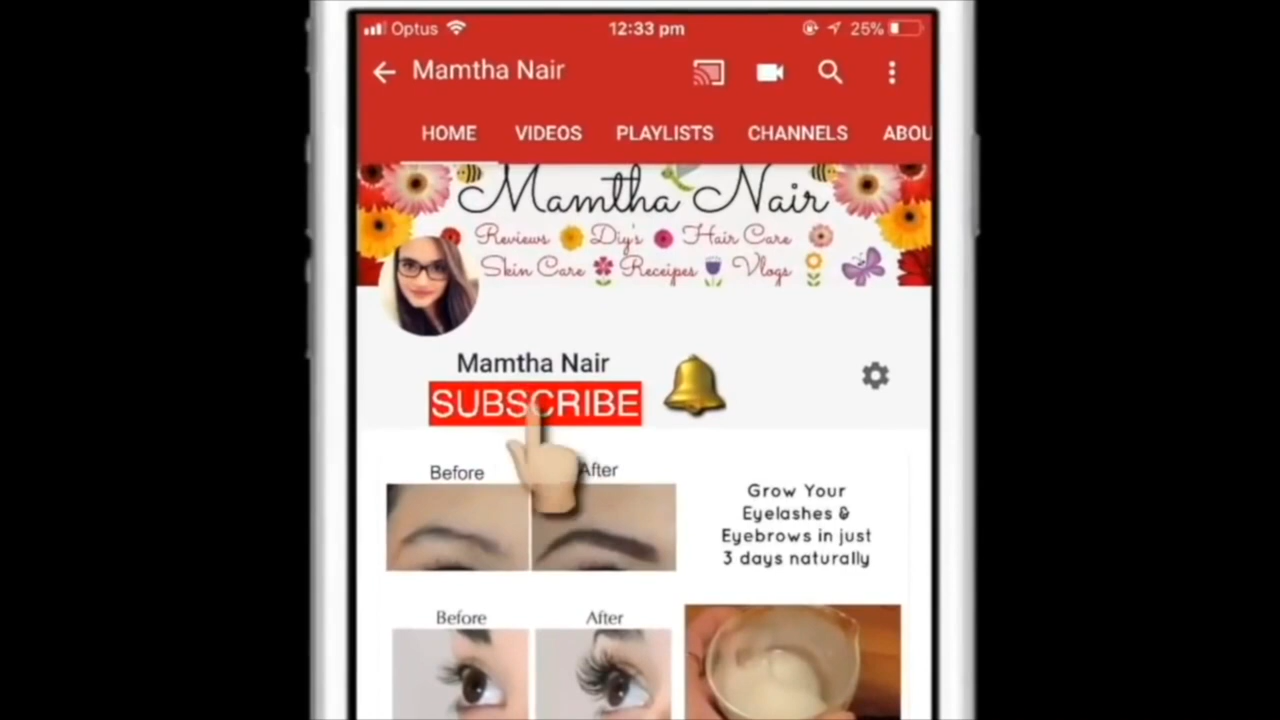 Optus 12:33 pm 25%
Mamtha Nair
HOME VIDEOS PLAYLISTS CHANNELS ABOU
Mamtha Nair
Reviews Diy's Hair Care
Skin Care Receipes Vlogs
Mamtha Nair
SUBSCRIBE
Before After
Grow Your
Eyelashes &
Eyebrows in just
3 days naturally
Before After